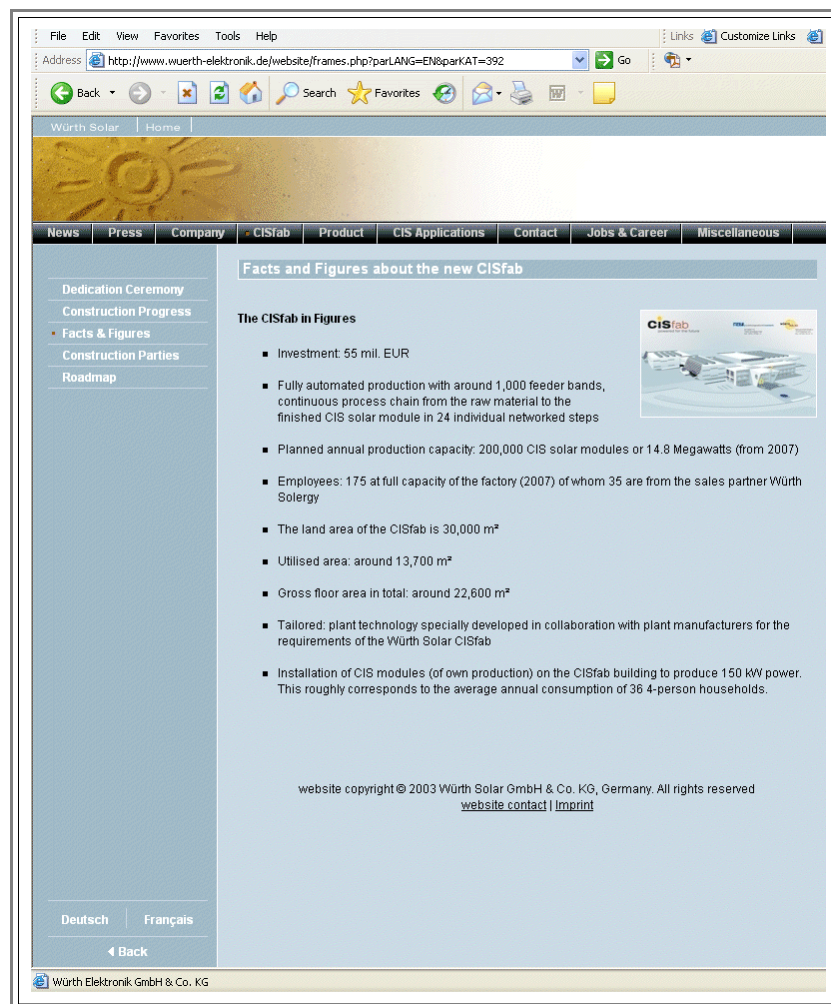 File Edit View Favorites Tools Help Links Customize Links
Address http://www.wuerth-elektronik.de/website/frames.php?parLANG=EN&parKAT=392 Go
Back Search Favorites
Würth Solar Home
News Press Company CISfab Product CIS Applications Contact Jobs & Career Miscellaneous
Dedication Ceremony
Construction Progress
Facts & Figures
Construction Parties
Roadmap
Facts and Figures about the new CISfab
The CISfab in Figures
CISfab
Investment: 55 mil. EUR
Fully automated production with around 1,000 feeder bands,
continuous process chain from the raw material to the
finished CIS solar module in 24 individual networked steps
Planned annual production capacity: 200,000 CIS solar modules or 14.8 Megawatts (from 2007)
Employees: 175 at full capacity of the factory (2007) of whom 35 are from the sales partner Würth
Solergy
The land area of the CISfab is 30,000 m²
Utilised area: around 13,700 m²
Gross floor area in total: around 22,600 m²
Tailored: plant technology specially developed in collaboration with plant manufacturers for the
requirements of the Würth Solar CISfab
Installation of CIS modules (of own production) on the CISfab building to produce 150 kW power.
This roughly corresponds to the average annual consumption of 36 4-person households.
website copyright © 2003 Würth Solar GmbH & Co. KG, Germany. All rights reserved
website contact | Imprint
Deutsch Français
Back
Würth Elektronik GmbH & Co. KG